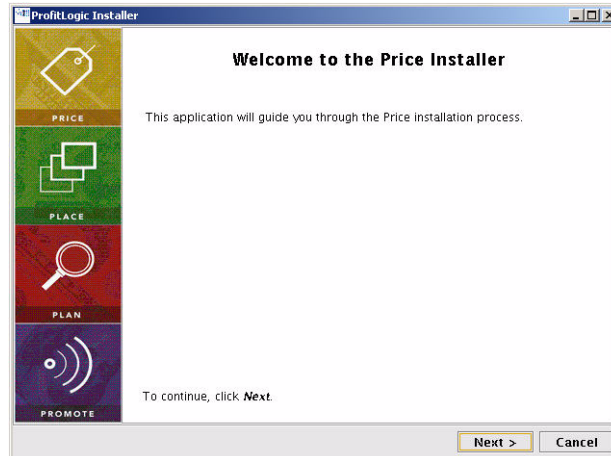 ProfitLogic Installer
PRICE
PLACE
PLAN
PROMOTE
Welcome to the Price Installer
This application will guide you through the Price installation process.
To continue, click Next.
Next >
Cancel